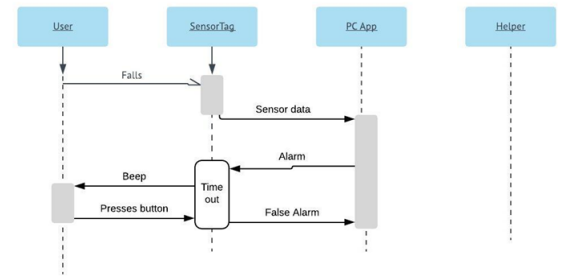 User
SensorTag
PC App
Helper
Falls
Sensor data
Alarm
Beep
Time
out
Presses button
False Alarm